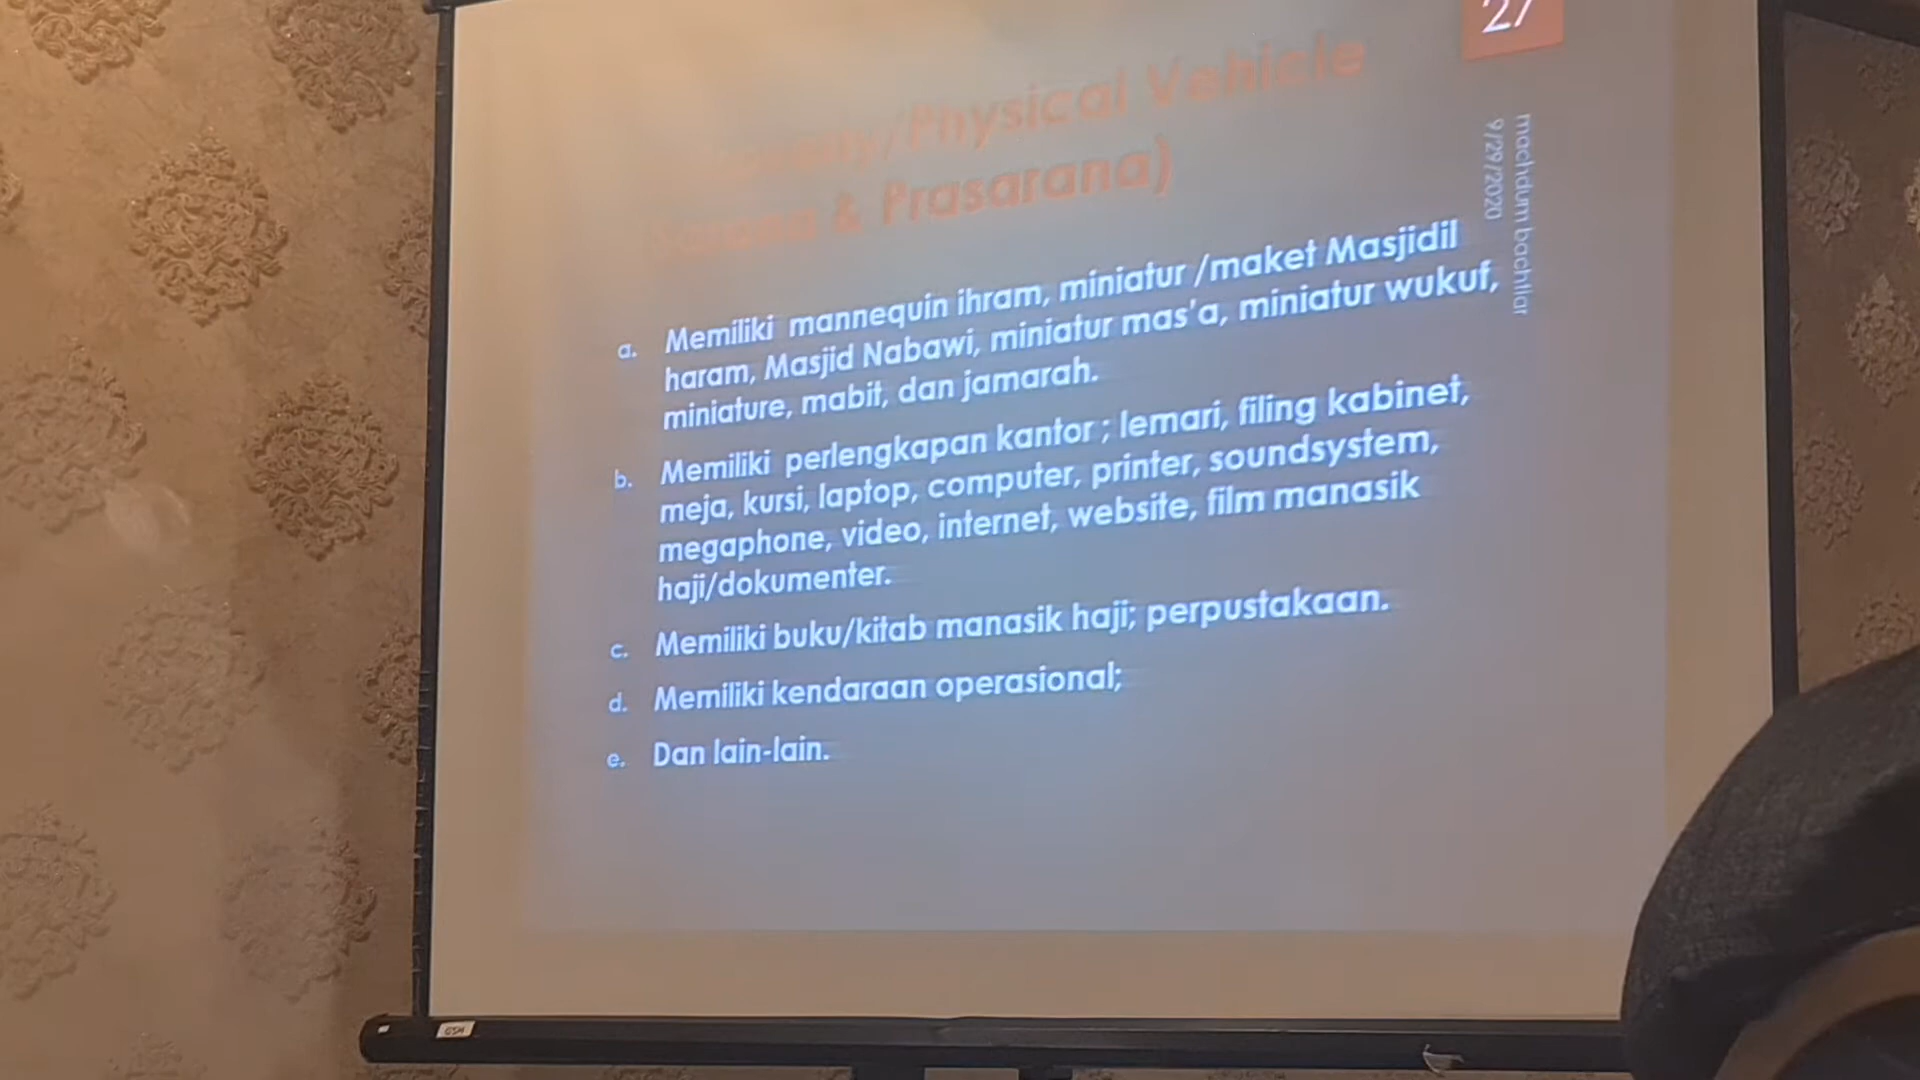 27
/Physical Vehicle
& Prasarana)
machdum bachtiar
9/29/2020
a. Memiliki mannequin ihram, miniatur /maket Masjidil
haram, Masjid Nabawi, miniatur mas'a, miniatur wukuf,
miniature, mabit, dan jamarah.
b. Memiliki perlengkapan kantor ; lemari, filing kabinet,
meja, kursi, laptop, computer, printer, soundsystem,
megaphone, video, internet, website, film manasik
haji/dokumenter.
c. Memiliki buku/kitab manasik haji; perpustakaan.
d. Memiliki kendaraan operasional;
e. Dan lain-lain.